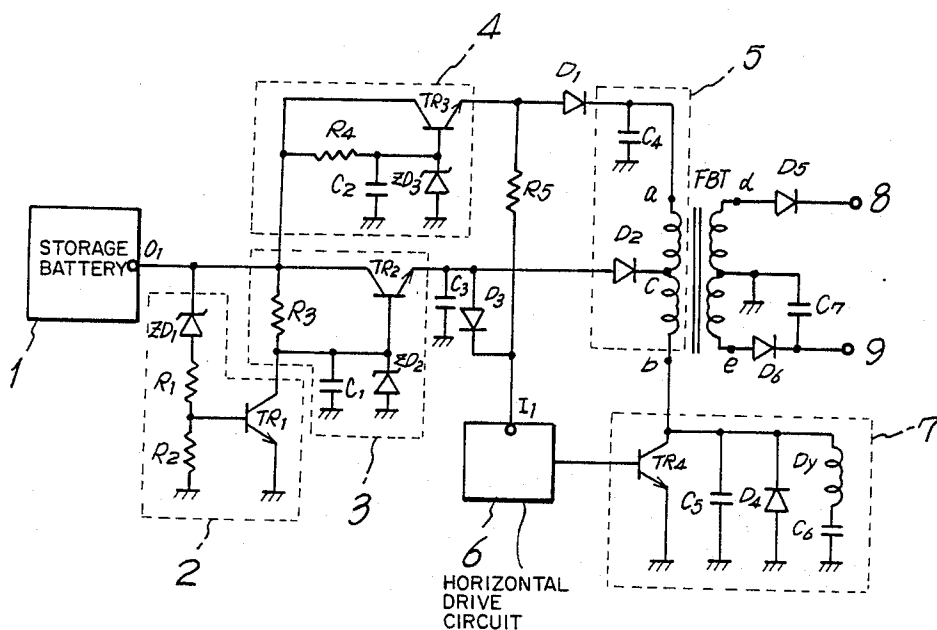 4
5
TR3
D1
R4
C2
ZD3
C4
R5
a
FBT
d
D5
8
STORAGE
BATTERY
O1
TR2
D2
c
R3
C3
D3
C7
ZD1
1
C1
ZD2
b
e
D6
9
R1
TR1
I1
R2
TR4
C5
D4
Dy
C6
7
2
3
6
HORIZONTAL
DRIVE
CIRCUIT